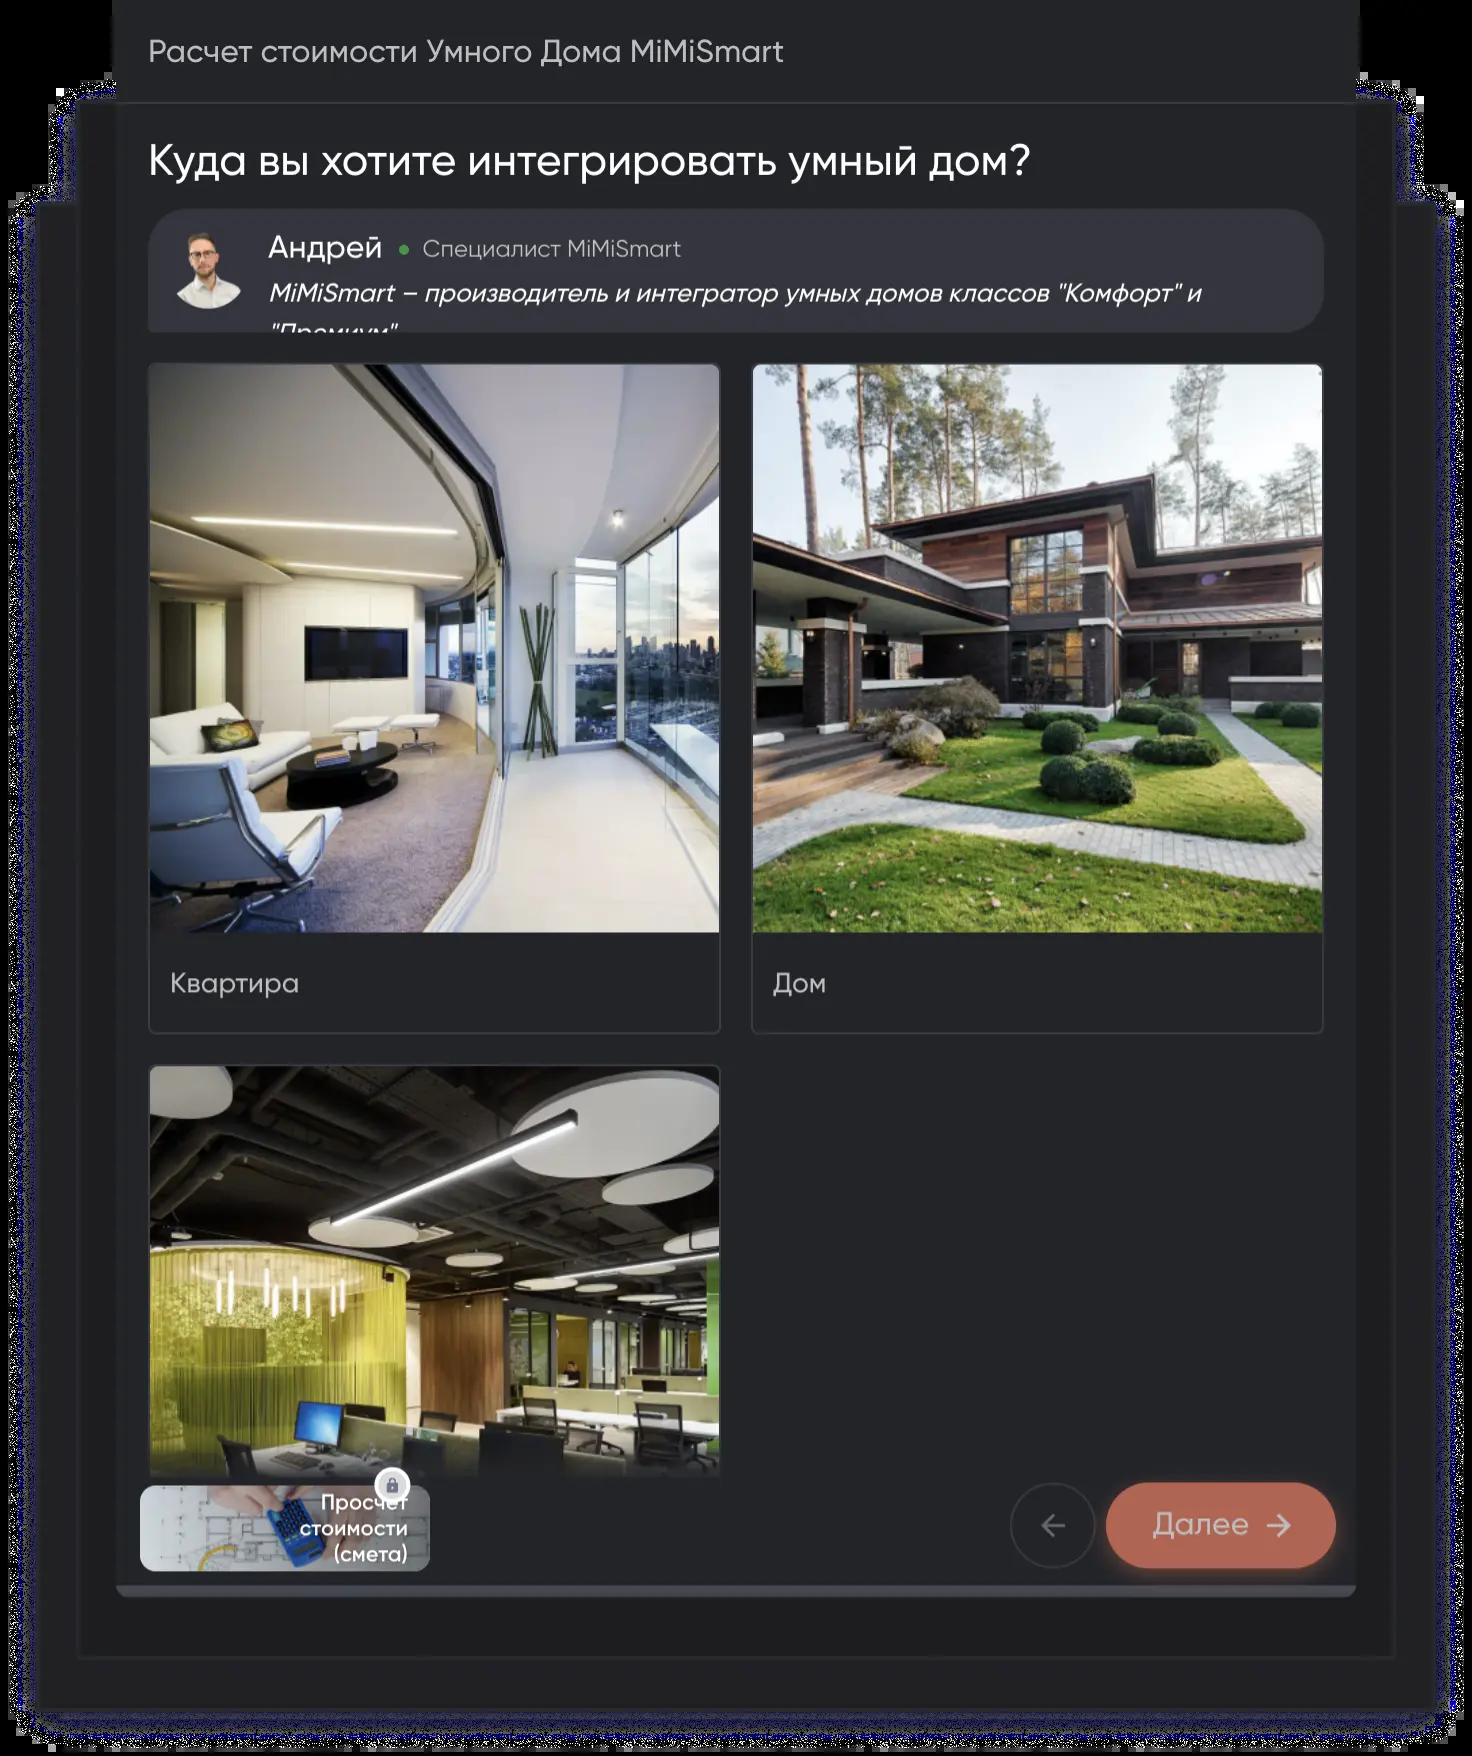 Расчет стоимости Умного Дома MiMiSmart
Куда вы хотите интегрировать умный дом?
Андрей
Специалист MiMiSmart
MiMiSmart – производитель и интегратор умных домов классов "Комфорт" и
"Премиум"
Квартира
Дом
Просчет
стоимости
(смета)
Далее